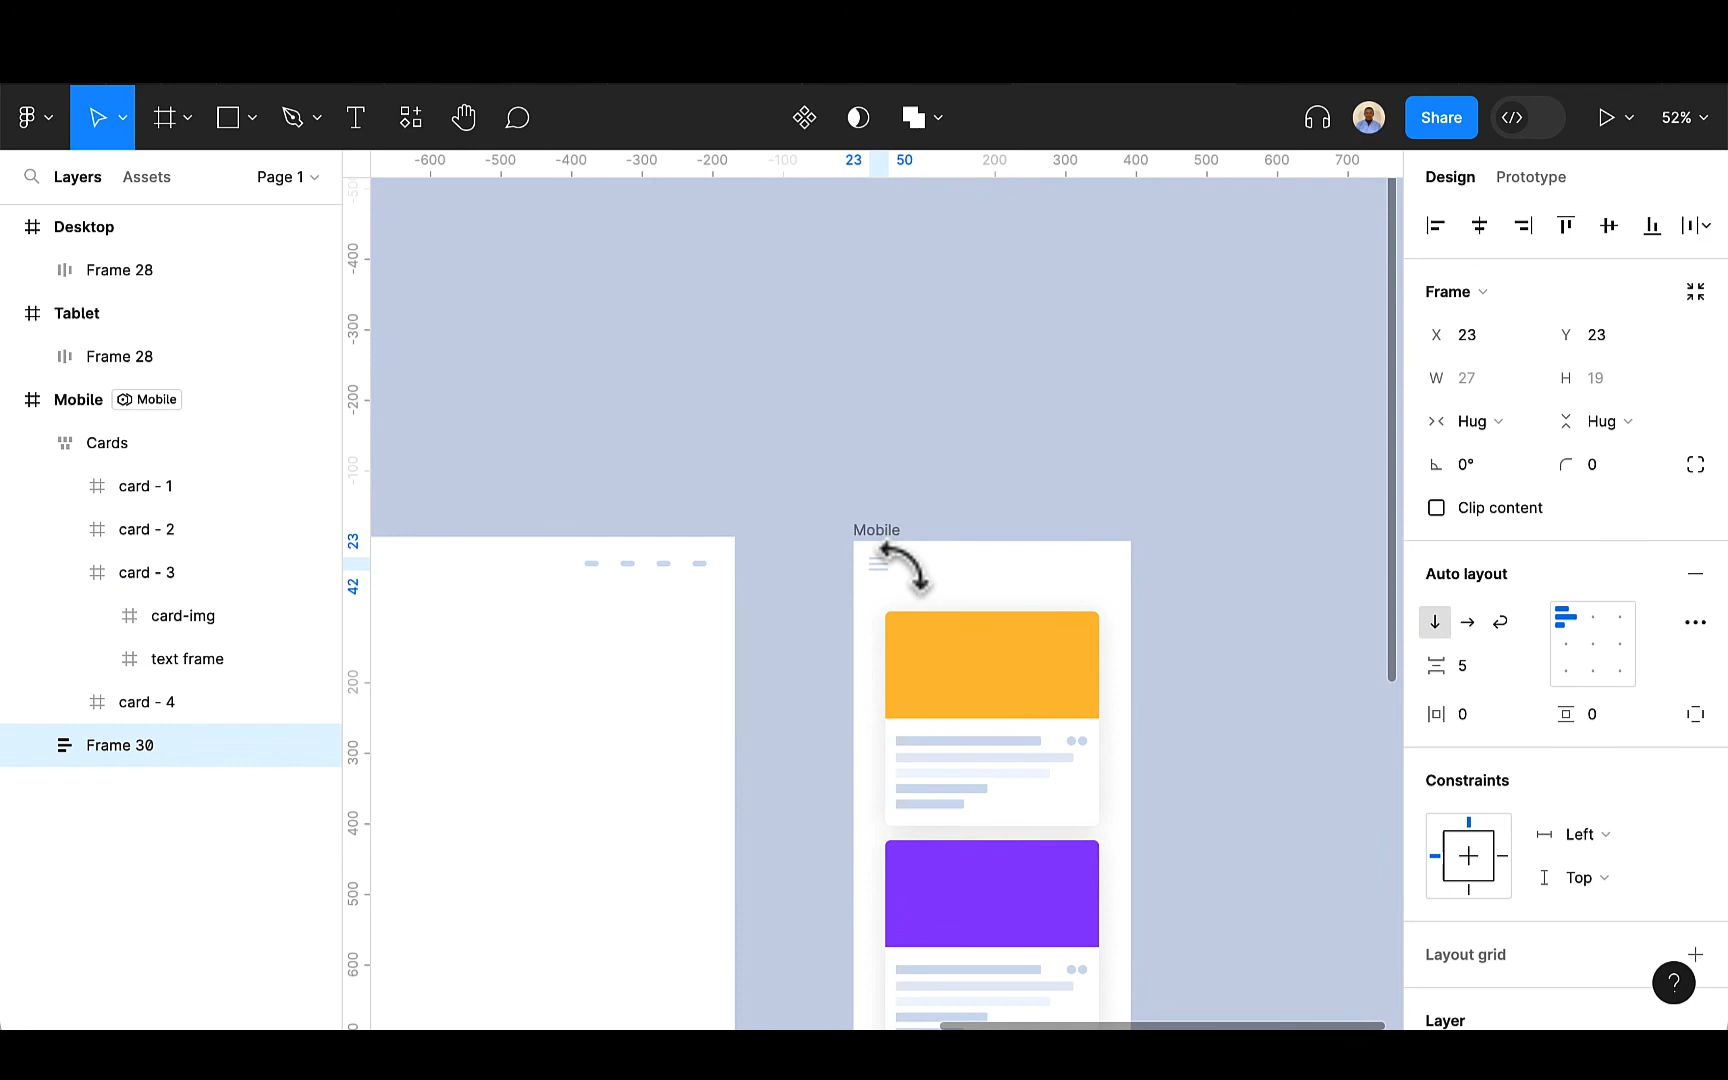 Share
52%
Layers
Assets
Page 1
-600
-500
-400
-300
-200
-100
23
50
200
300
400
500
600
700
Design
Prototype
Desktop
Frame 28
Tablet
Frame 28
Mobile
Mobile
Cards
card - 1
card - 2
card - 3
card-img
text frame
card - 4
Frame 30
-500
-400
-300
-200
-100
23
42
200
300
400
500
600
Mobile
Frame
X 23
Y 23
W 27
H 19
Hug
Hug
0°
0
Clip content
Auto layout
5
0
0
Constraints
Left
Top
Layout grid
?
Layer